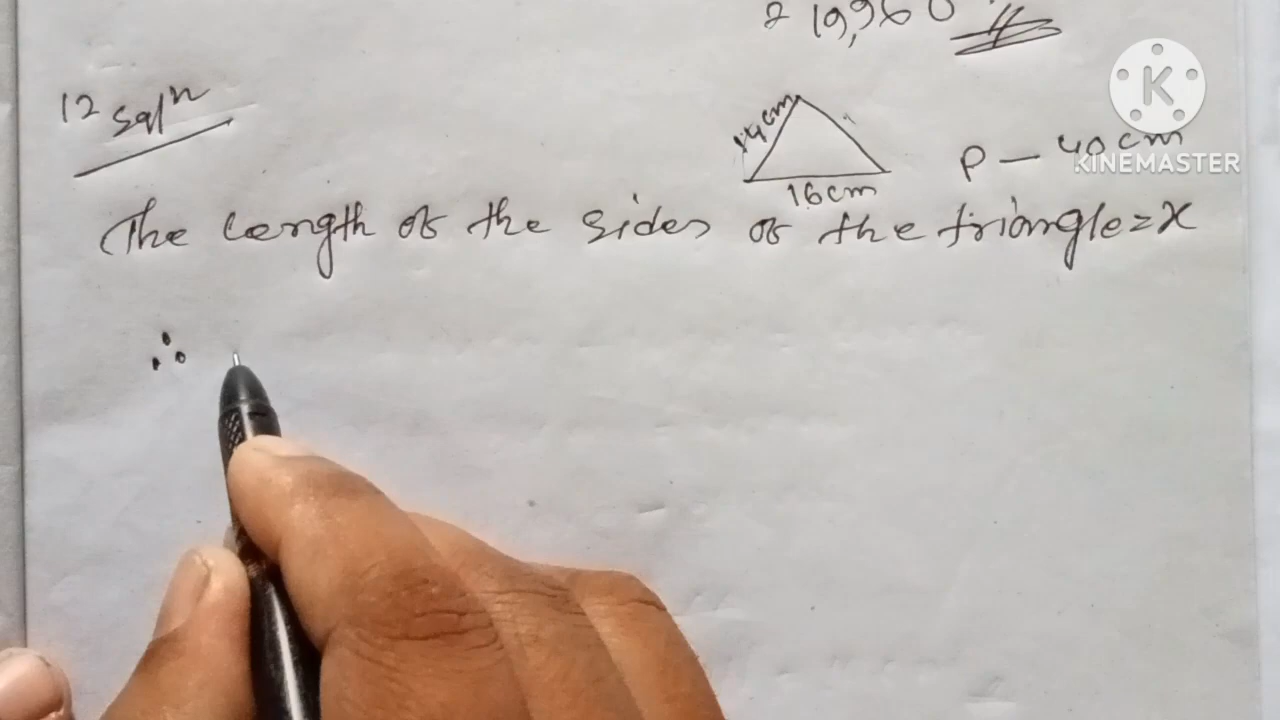 = 19,960
K
KINEMASTER
12 Solⁿ
14cm
16cm
P — 40cm
The length of the sides of the triangle = x
∴